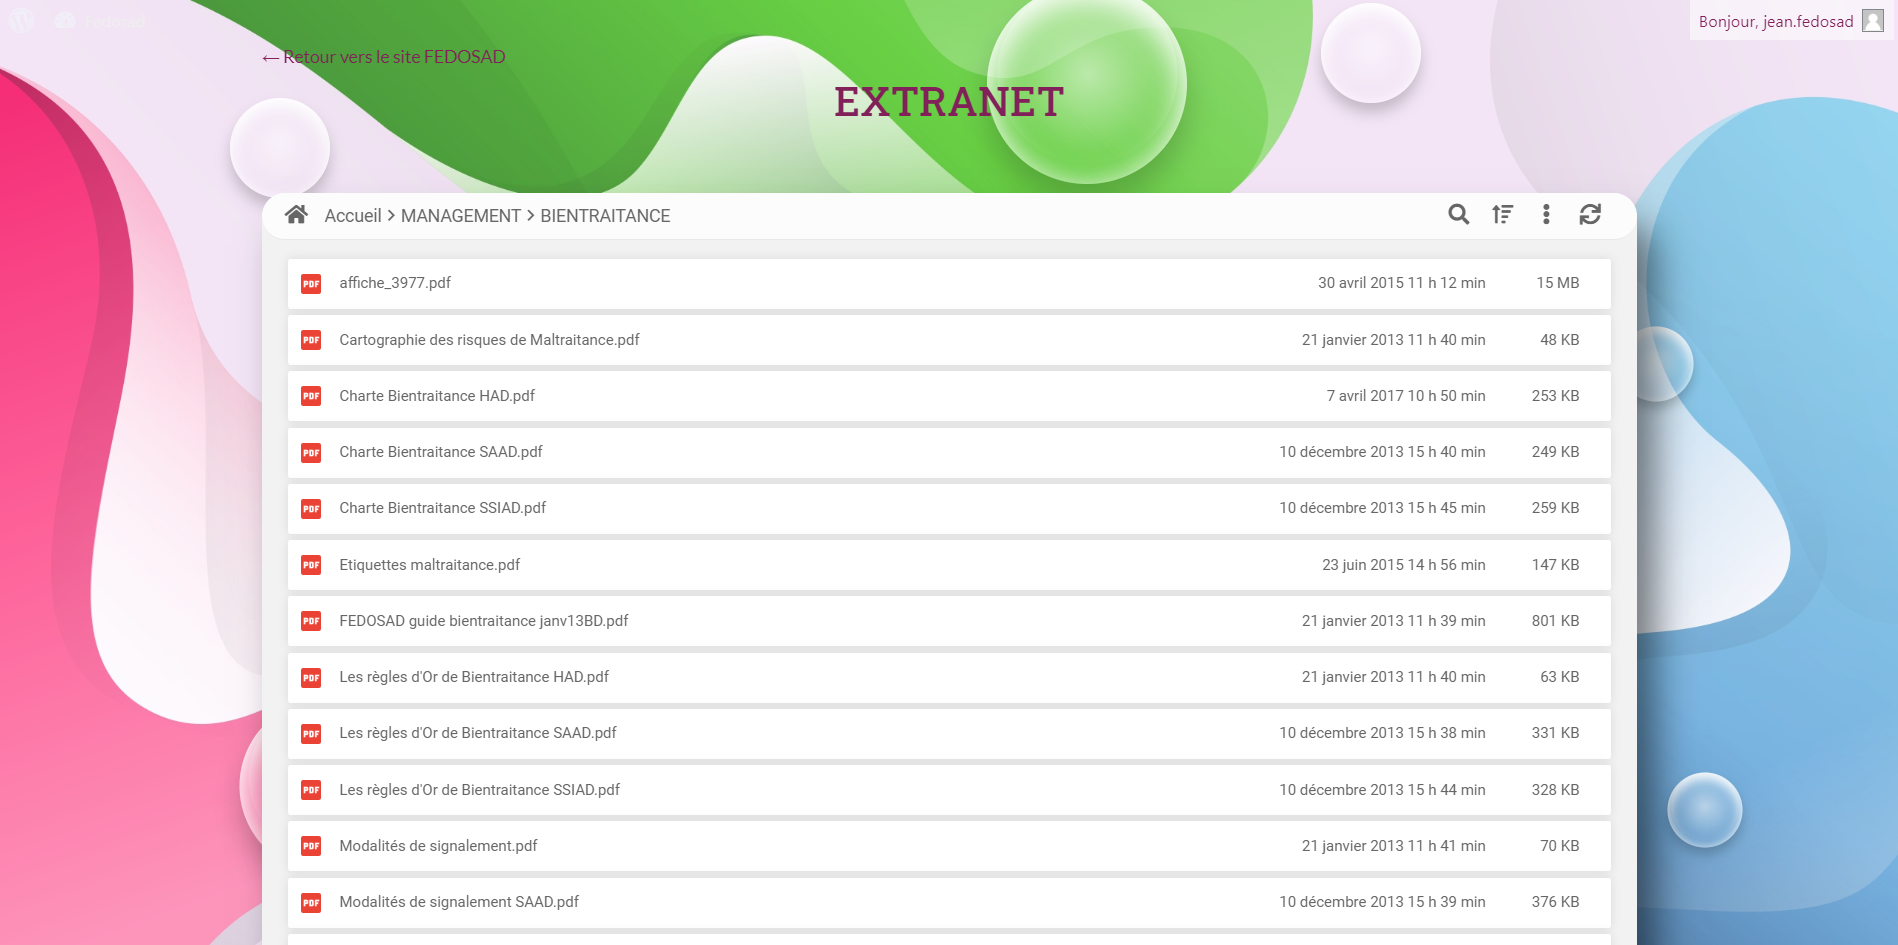 Fedosad
Bonjour, jean.fedosad
← Retour vers le site FEDOSAD
EXTRANET
Accueil > MANAGEMENT > BIENTRAITANCE
PDF affiche_3977.pdf 30 avril 2015 11 h 12 min 15 MB
PDF Cartographie des risques de Maltraitance.pdf 21 janvier 2013 11 h 40 min 48 KB
PDF Charte Bientraitance HAD.pdf 7 avril 2017 10 h 50 min 253 KB
PDF Charte Bientraitance SAAD.pdf 10 décembre 2013 15 h 40 min 249 KB
PDF Charte Bientraitance SSIAD.pdf 10 décembre 2013 15 h 45 min 259 KB
PDF Etiquettes maltraitance.pdf 23 juin 2015 14 h 56 min 147 KB
PDF FEDOSAD guide bientraitance janv13BD.pdf 21 janvier 2013 11 h 39 min 801 KB
PDF Les règles d'Or de Bientraitance HAD.pdf 21 janvier 2013 11 h 40 min 63 KB
PDF Les règles d'Or de Bientraitance SAAD.pdf 10 décembre 2013 15 h 38 min 331 KB
PDF Les règles d'Or de Bientraitance SSIAD.pdf 10 décembre 2013 15 h 44 min 328 KB
PDF Modalités de signalement.pdf 21 janvier 2013 11 h 41 min 70 KB
PDF Modalités de signalement SAAD.pdf 10 décembre 2013 15 h 39 min 376 KB